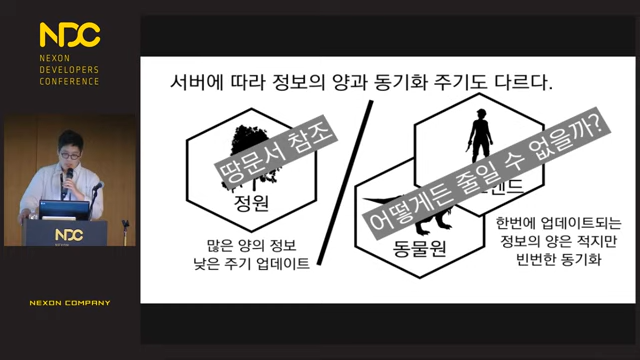 NDC
NEXON
DEVELOPERS
CONFERENCE
NDC
NEXON COMPANY
서버에 따라 정보의 양과 동기화 주기도 다르다.
땅문서 참조
정원
많은 양의 정보
낮은 주기 업데이트
어떻게든 줄일 수 없을까?
동물원
한번에 업데이트되는
정보의 양은 적지만
빈번한 동기화